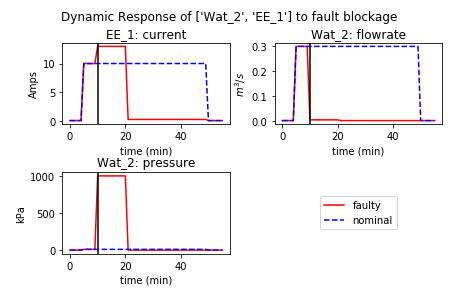 Dynamic Response of ['Wat_2', 'EE_1'] to fault blockage
EE_1: current
Amps
10
5
0
0 20 40
time (min)
Wat_2: flowrate
m³/s
0.3
0.2
0.1
0.0
0 20 40
time (min)
Wat_2: pressure
kPa
1000
500
0
0 20 40
time (min)
faulty
nominal